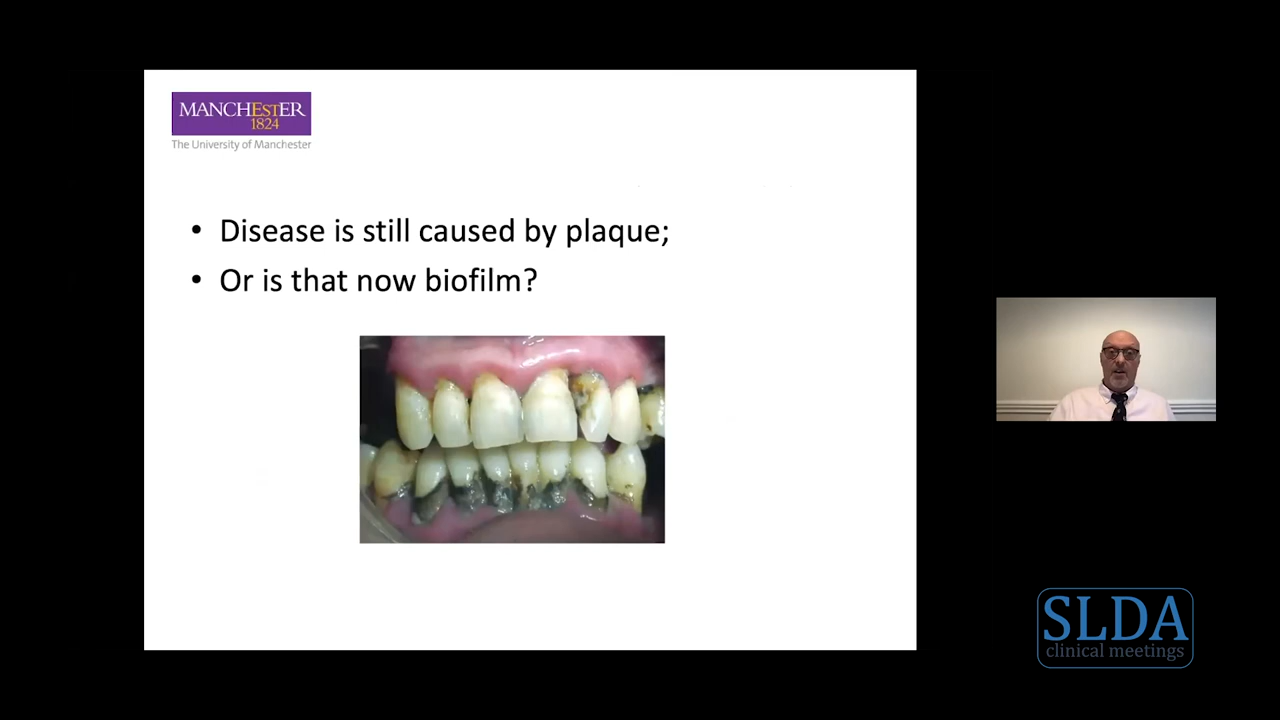 MANCHESTER
1824
The University of Manchester
• Disease is still caused by plaque;
• Or is that now biofilm?
SLDA
clinical meetings